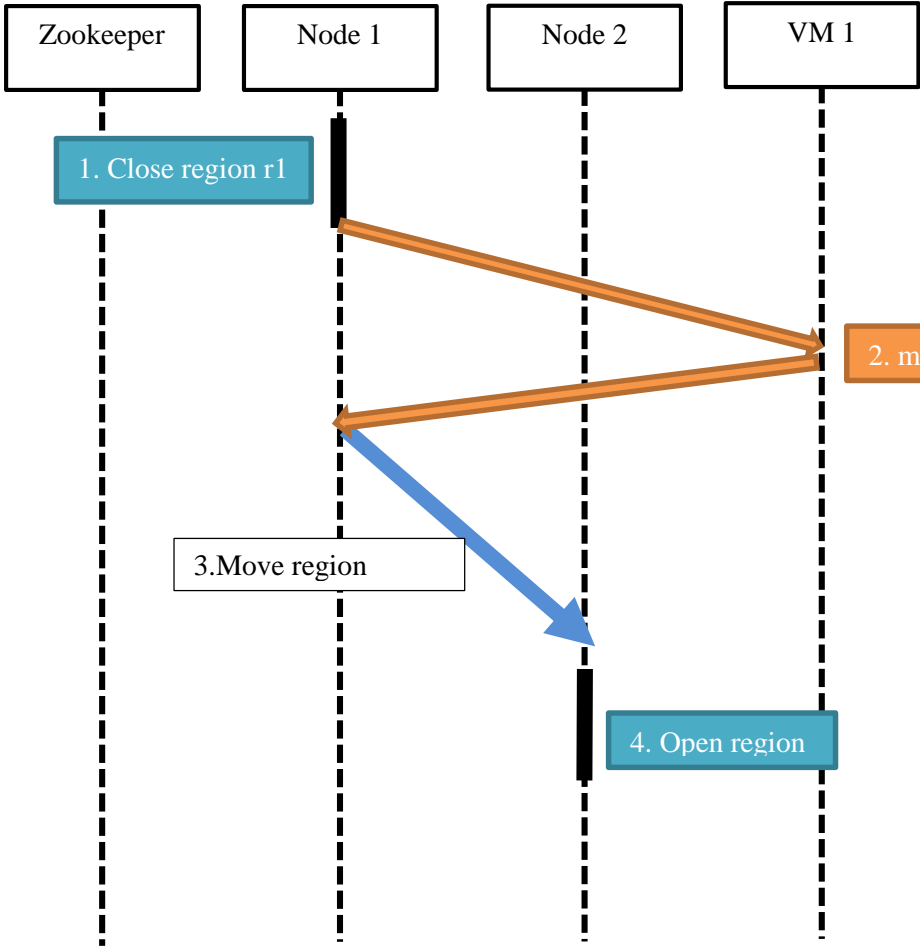 Zookeeper
Node 1
Node 2
VM 1
1. Close region r1
2. m
3.Move region
4. Open region